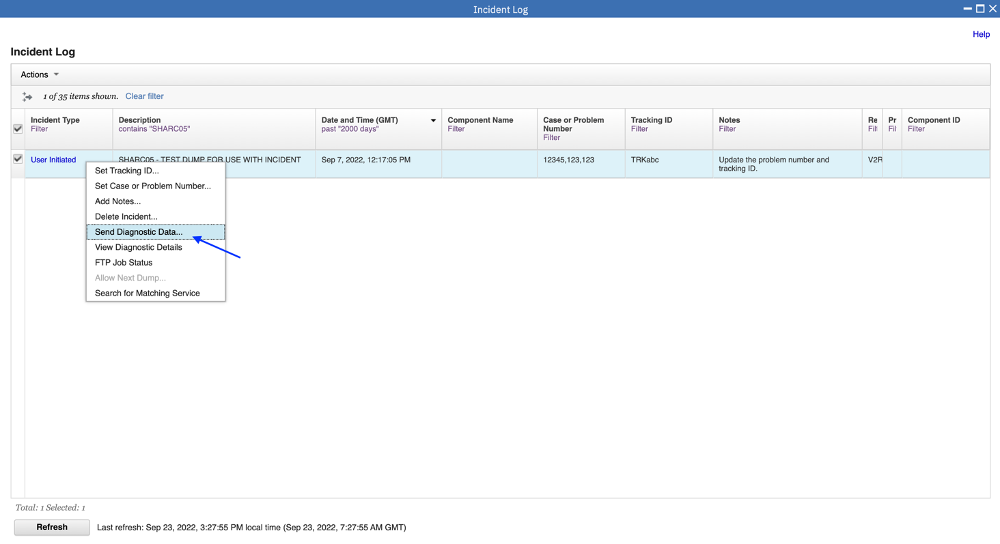 Incident Log
Help
Incident Log
Actions
1 of 35 items shown. Clear filter
Incident Type
Filter
Description
contains "SHARC05"
Date and Time (GMT)
past "2000 days"
Component Name
Filter
Case or Problem
Number
Filter
Tracking ID
Filter
Notes
Filter
Re
Filt
Pr
Fil
Component ID
Filter
User Initiated
SHARC05 - TEST DUMP FOR USE WITH INCIDENT
Sep 7, 2022, 12:17:05 PM
12345,123,123
TRKabc
Update the problem number and
tracking ID.
V2R
Set Tracking ID...
Set Case or Problem Number...
Add Notes...
Delete Incident...
Send Diagnostic Data...
View Diagnostic Details
FTP Job Status
Allow Next Dump...
Search for Matching Service
Total: 1 Selected: 1
Refresh
Last refresh: Sep 23, 2022, 3:27:55 PM local time (Sep 23, 2022, 7:27:55 AM GMT)